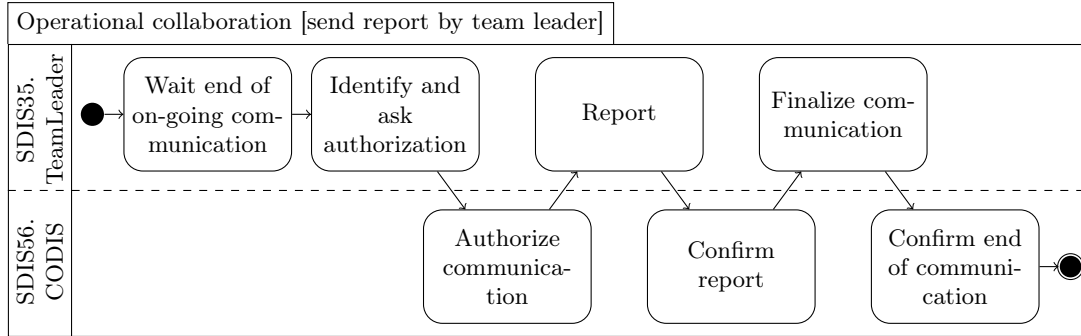 Operational collaboration [send report by team leader]
SDIS35.
TeamLeader
Wait end of
on-going com-
munication
Identify and
ask
authorization
Report
Finalize com-
munication
SDIS56.
CODIS
Authorize
communica-
tion
Confirm
report
Confirm end
of communi-
cation